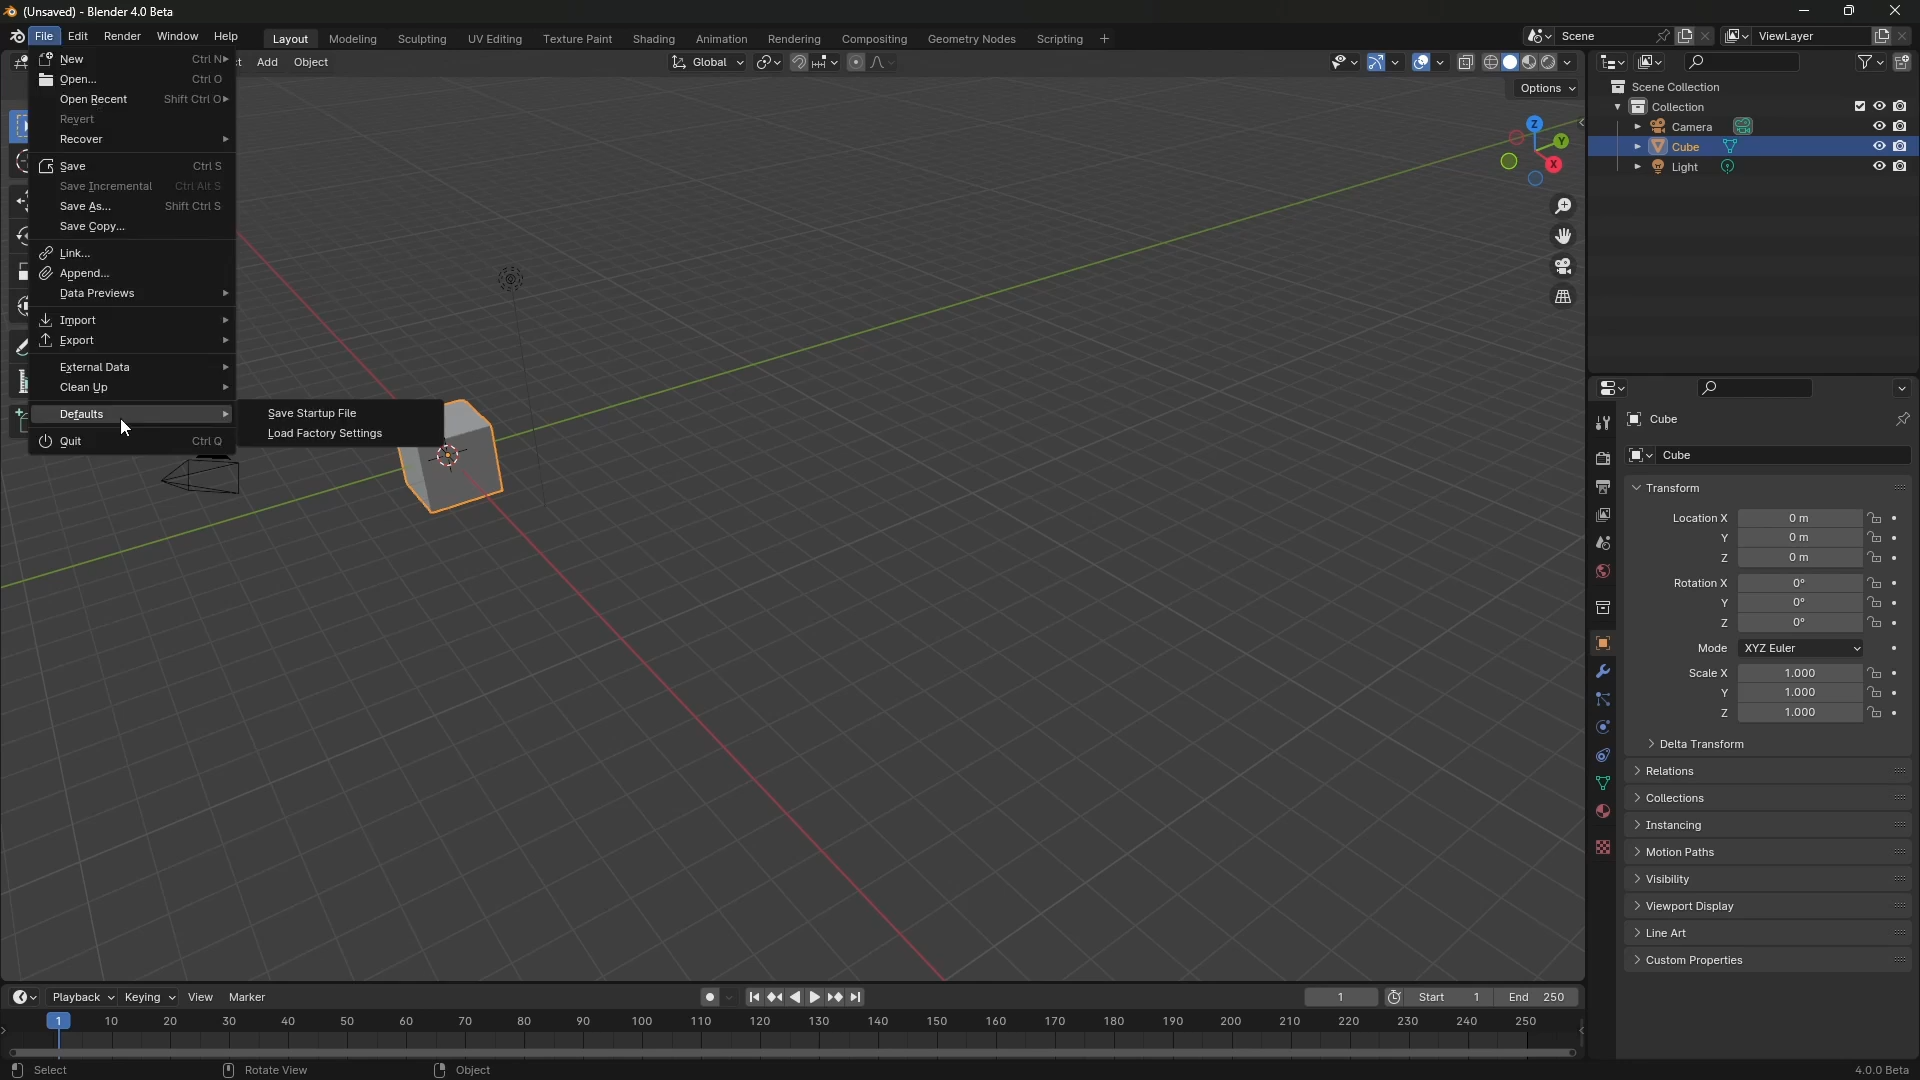 (Unsaved) - Blender 4.0 Beta
File Edit Render Window Help
Layout Modeling Sculpting UV Editing Texture Paint Shading Animation Rendering Compositing Geometry Nodes Scripting +
Scene
ViewLayer
New Ctrl N
Open... Ctrl O
Open Recent Shift Ctrl O
Revert
Recover
Save Ctrl S
Save Incremental Ctrl Alt S
Save As... Shift Ctrl S
Save Copy...
Link...
Append...
Data Previews
Import
Export
External Data
Clean Up
Defaults
Quit Ctrl Q
Save Startup File
Load Factory Settings
Add Object
Global
Options
Z
Y
X
Scene Collection
Collection
Camera
Cube
Light
Cube
Cube
Transform
Location X 0 m
Y 0 m
Z 0 m
Rotation X 0°
Y 0°
Z 0°
Mode XYZ Euler
Scale X 1.000
Y 1.000
Z 1.000
Delta Transform
Relations
Collections
Instancing
Motion Paths
Visibility
Viewport Display
Line Art
Custom Properties
Playback Keying View Marker
1
Start 1 End 250
1 10 20 30 40 50 60 70 80 90 100 110 120 130 140 150 160 170 180 190 200 210 220 230 240 250
Select
Rotate View
Object
4.0.0 Beta